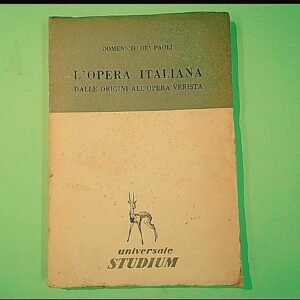 DOMENICO DE' PAOLI
L'OPERA ITALIANA
DALLE ORIGINI ALL'OPERA VERISTA
universale
STUDIUM